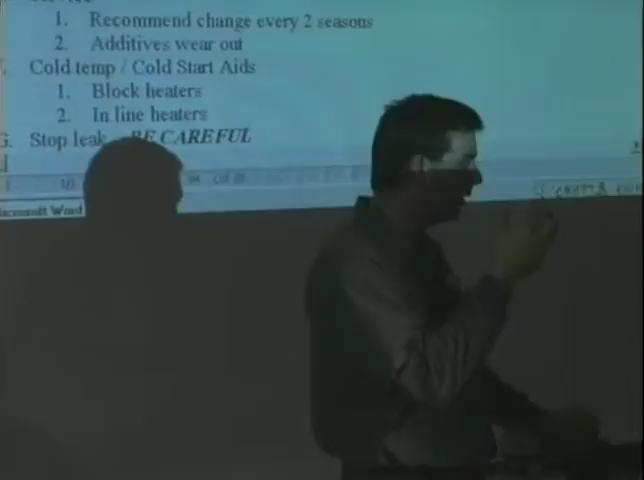 1. Recommend change every 2 seasons
2. Additives wear out
Cold temp / Cold Start Aids
1. Block heaters
2. In line heaters
G. Stop leak BE CAREFUL
Microsoft Word